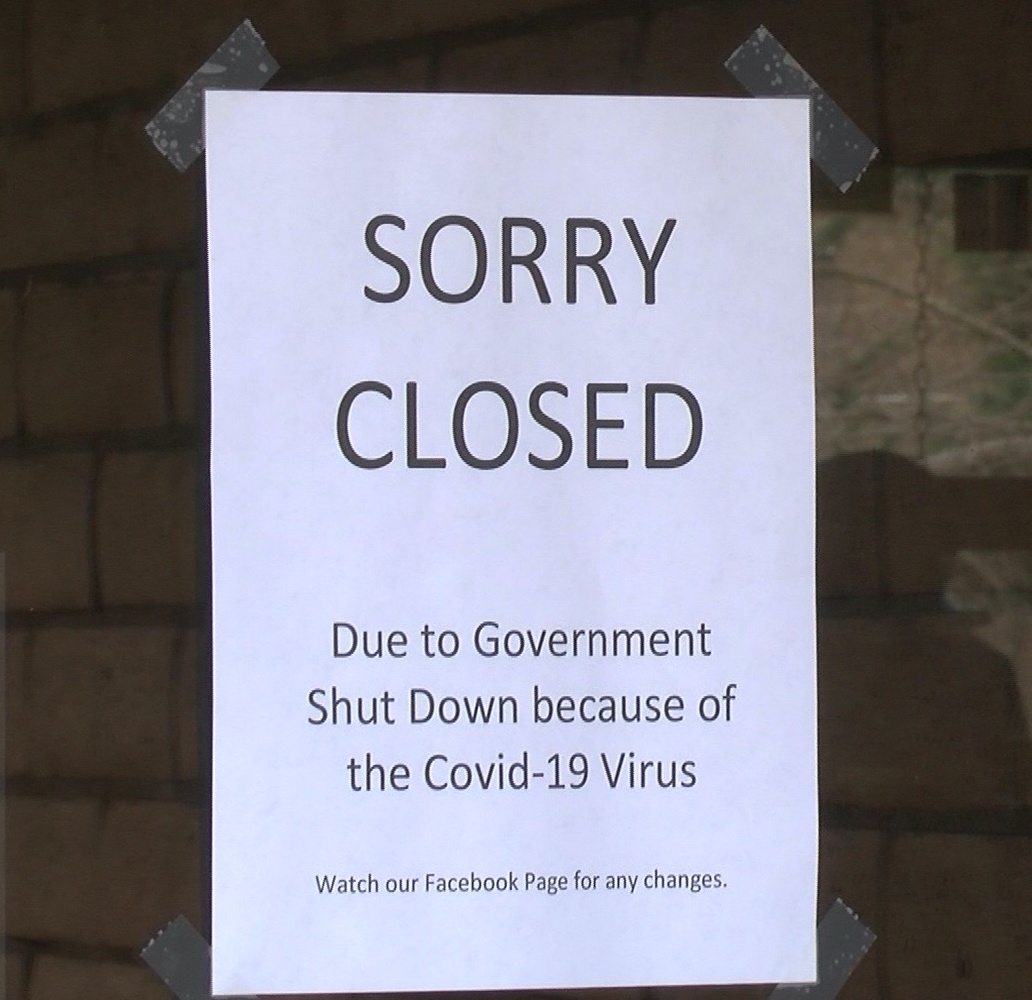 SORRY
CLOSED
Due to Government
Shut Down because of
the Covid-19 Virus
Watch our Facebook Page for any changes.